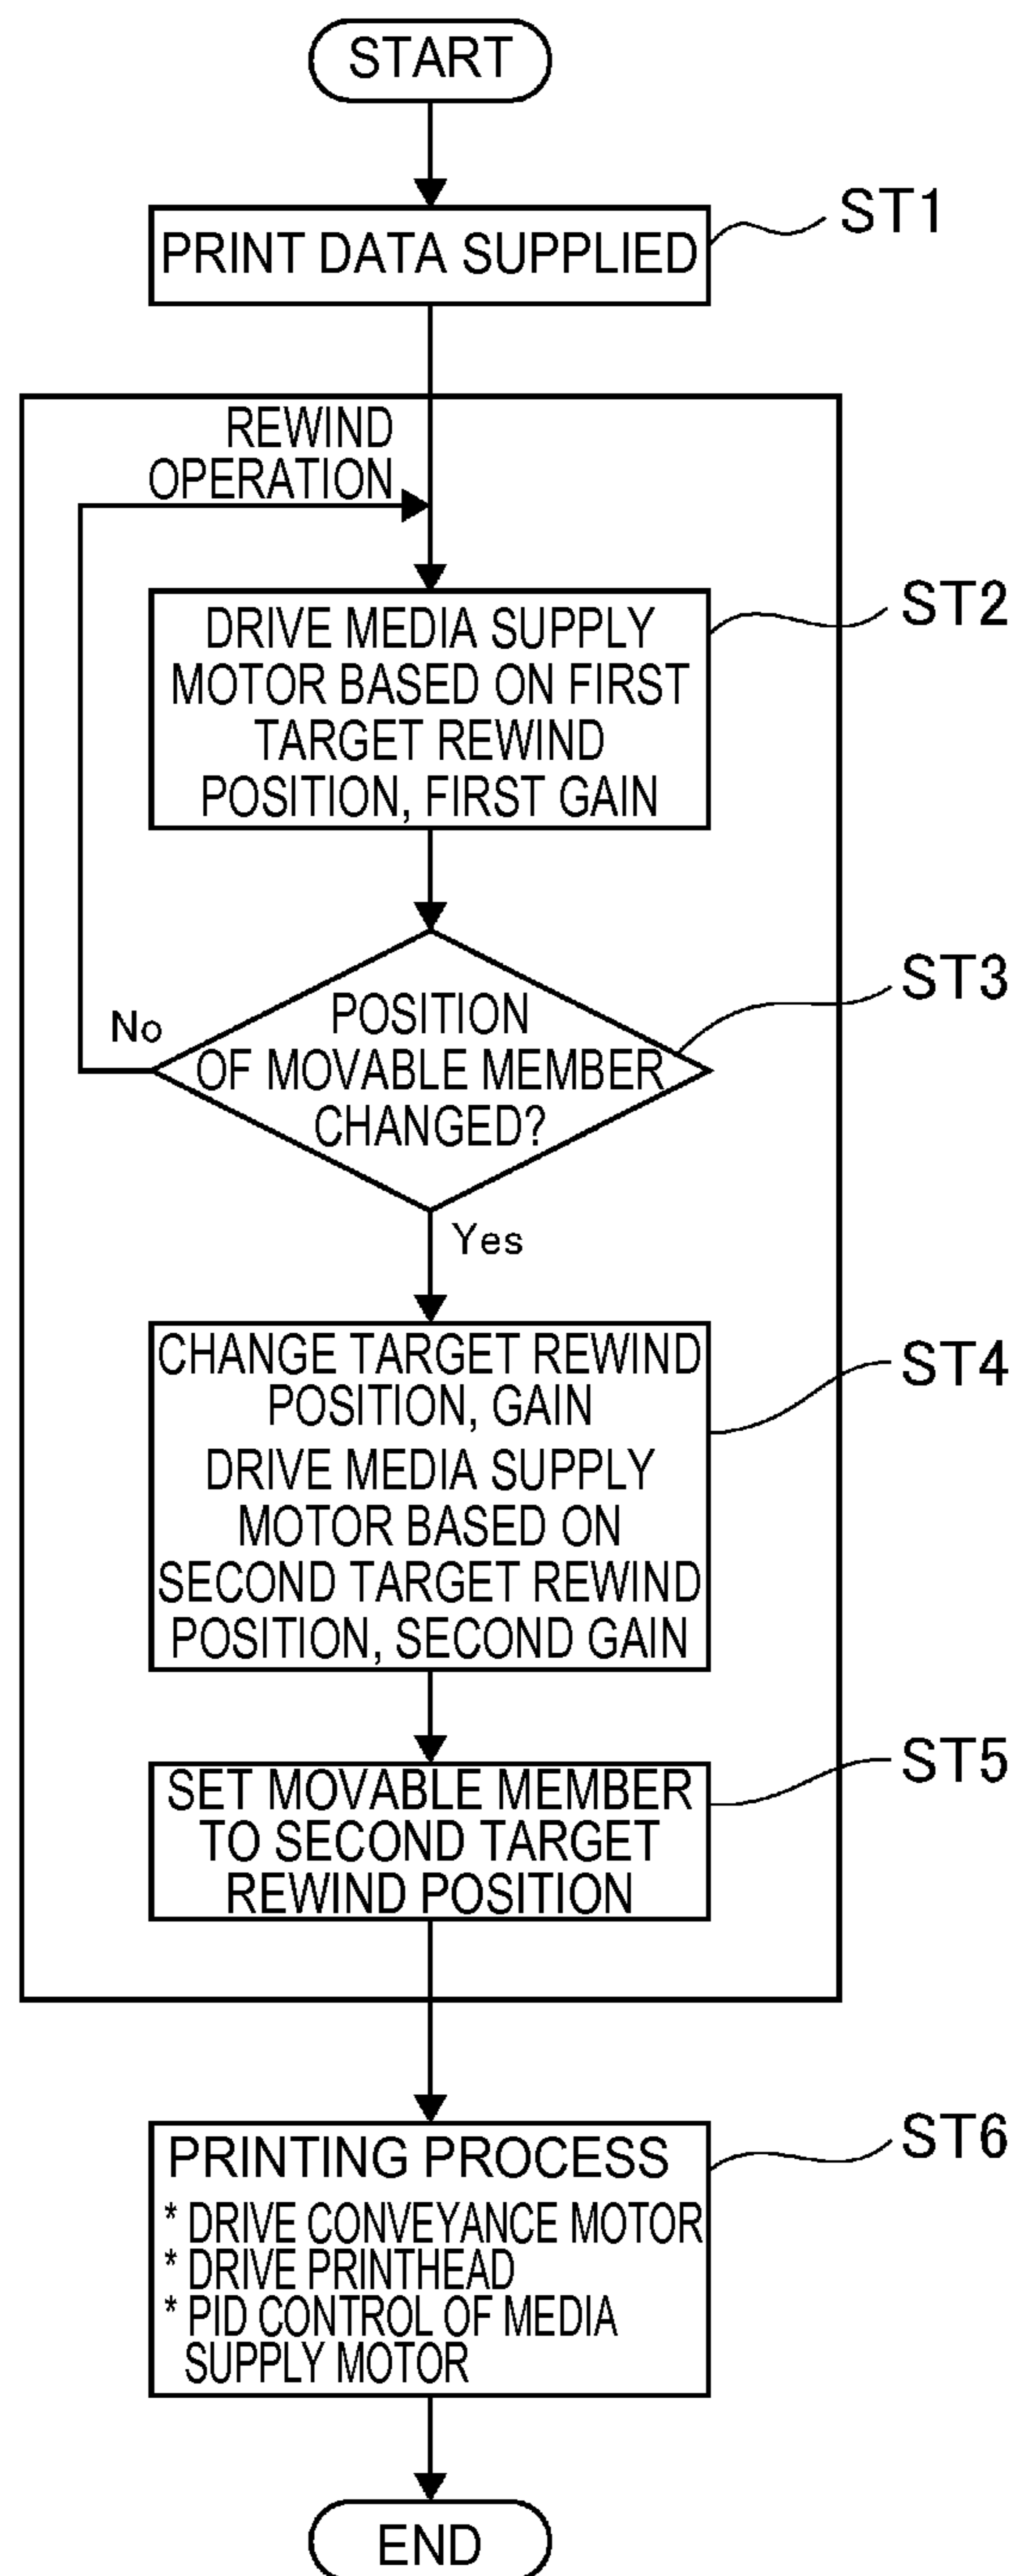 START
PRINT DATA SUPPLIED
ST1
REWIND
OPERATION
DRIVE MEDIA SUPPLY
MOTOR BASED ON FIRST
TARGET REWIND
POSITION, FIRST GAIN
ST2
POSITION
OF MOVABLE MEMBER
CHANGED?
ST3
No
Yes
CHANGE TARGET REWIND
POSITION, GAIN
DRIVE MEDIA SUPPLY
MOTOR BASED ON
SECOND TARGET REWIND
POSITION, SECOND GAIN
ST4
SET MOVABLE MEMBER
TO SECOND TARGET
REWIND POSITION
ST5
PRINTING PROCESS
* DRIVE CONVEYANCE MOTOR
* DRIVE PRINTHEAD
* PID CONTROL OF MEDIA
SUPPLY MOTOR
ST6
END